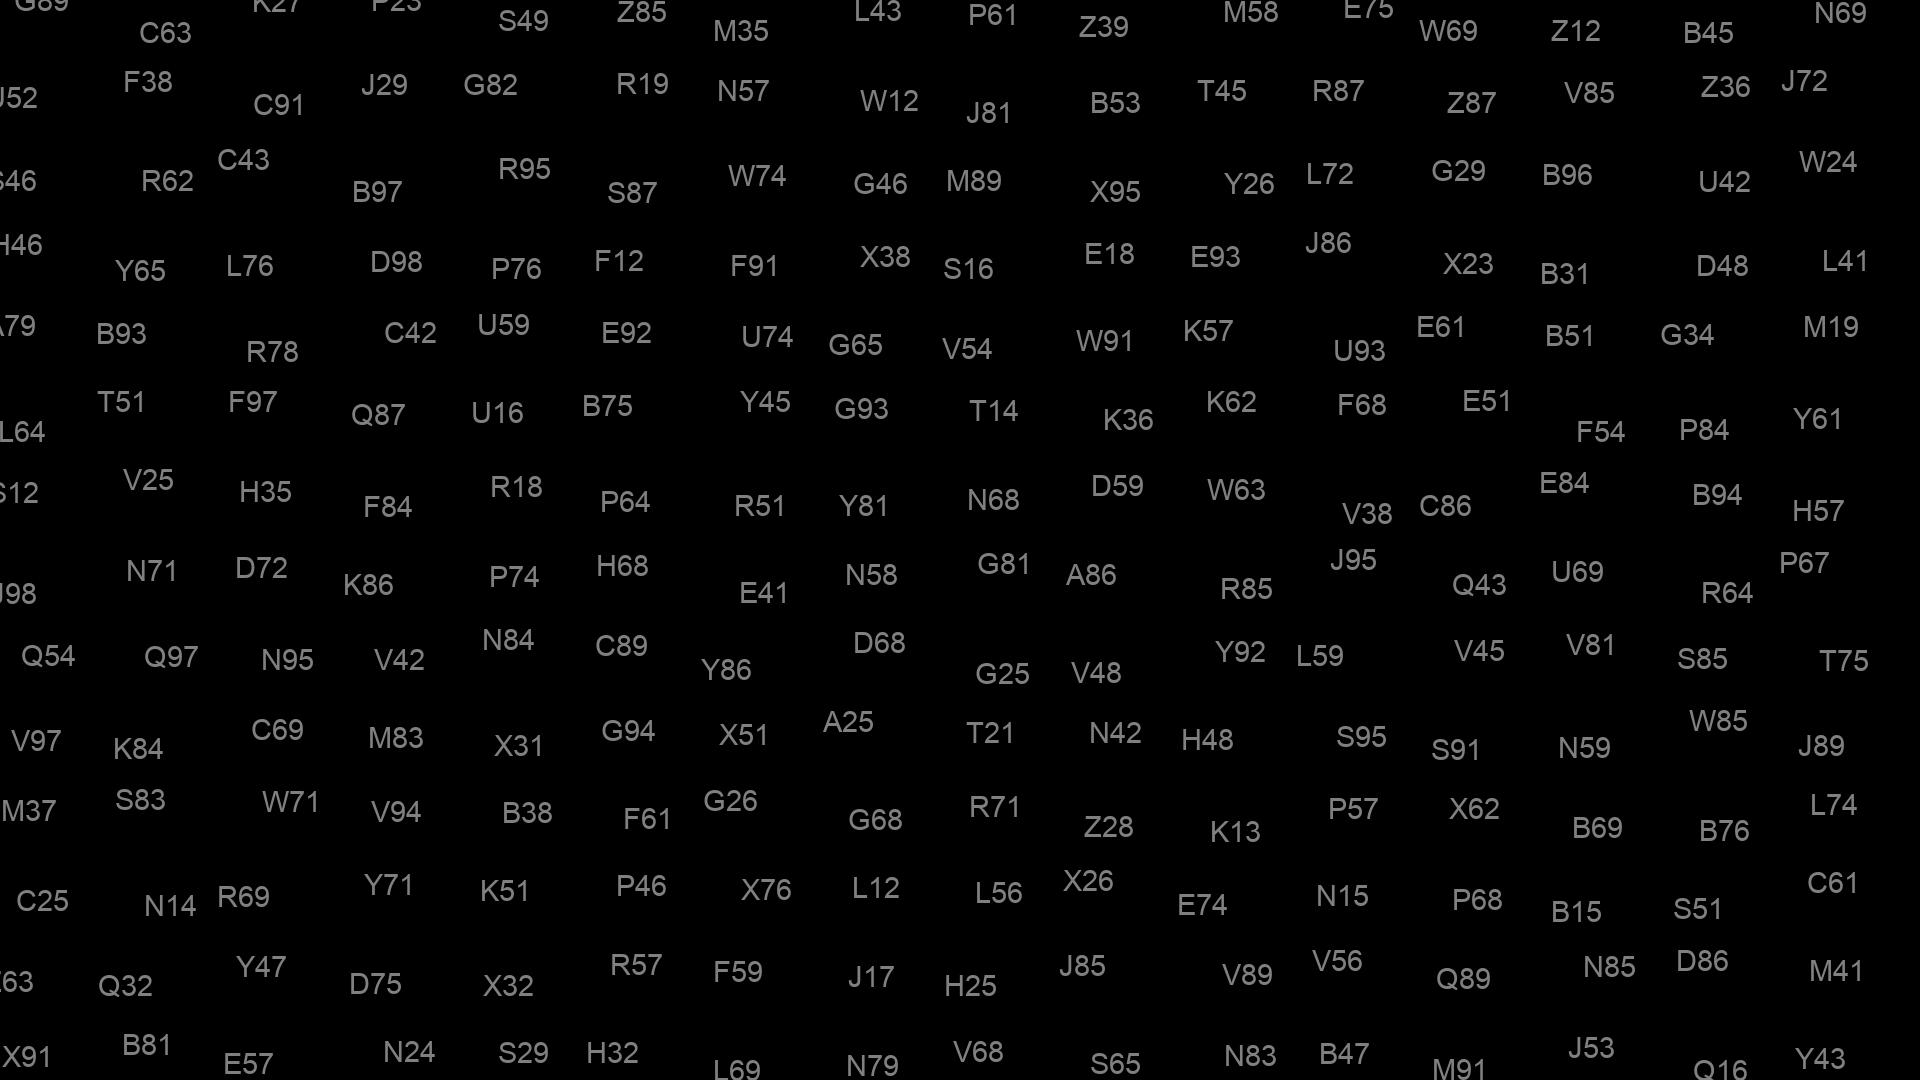 G89 C63 K27 P23 S49 Z85 M35 L43 P61 Z39 M58 E75 W69 Z12 B45 N69
J52 F38 C91 J29 G82 R19 N57 W12 J81 B53 T45 R87 Z87 V85 Z36 J72
S46 R62 C43 B97 R95 S87 W74 G46 M89 X95 Y26 L72 G29 B96 U42 W24
H46 Y65 L76 D98 P76 F12 F91 X38 S16 E18 E93 J86 X23 B31 D48 L41
A79 B93 R78 C42 U59 E92 U74 G65 V54 W91 K57 U93 E61 B51 G34 M19
L64 T51 F97 Q87 U16 B75 Y45 G93 T14 K36 K62 F68 E51 F54 P84 Y61
S12 V25 H35 F84 R18 P64 R51 Y81 N68 D59 W63 V38 C86 E84 B94 H57
N71 D72 K86 P74 H68 E41 N58 G81 A86 R85 J95 Q43 U69 R64 P67
Q54 Q97 N95 V42 N84 C89 Y86 D68 G25 V48 Y92 L59 V45 V81 S85 T75
V97 K84 C69 M83 X31 G94 X51 A25 T21 N42 H48 S95 S91 N59 W85 J89
M37 S83 W71 V94 B38 F61 G26 G68 R71 Z28 K13 P57 X62 B69 B76 L74
C25 N14 R69 Y71 K51 P46 X76 L12 L56 X26 E74 N15 P68 B15 S51 C61
Q32 Y47 D75 X32 R57 F59 J17 H25 J85 V89 V56 Q89 N85 D86 M41
X91 B81 E57 N24 S29 H32 L69 N79 V68 S65 N83 B47 M91 J53 Q16 Y43